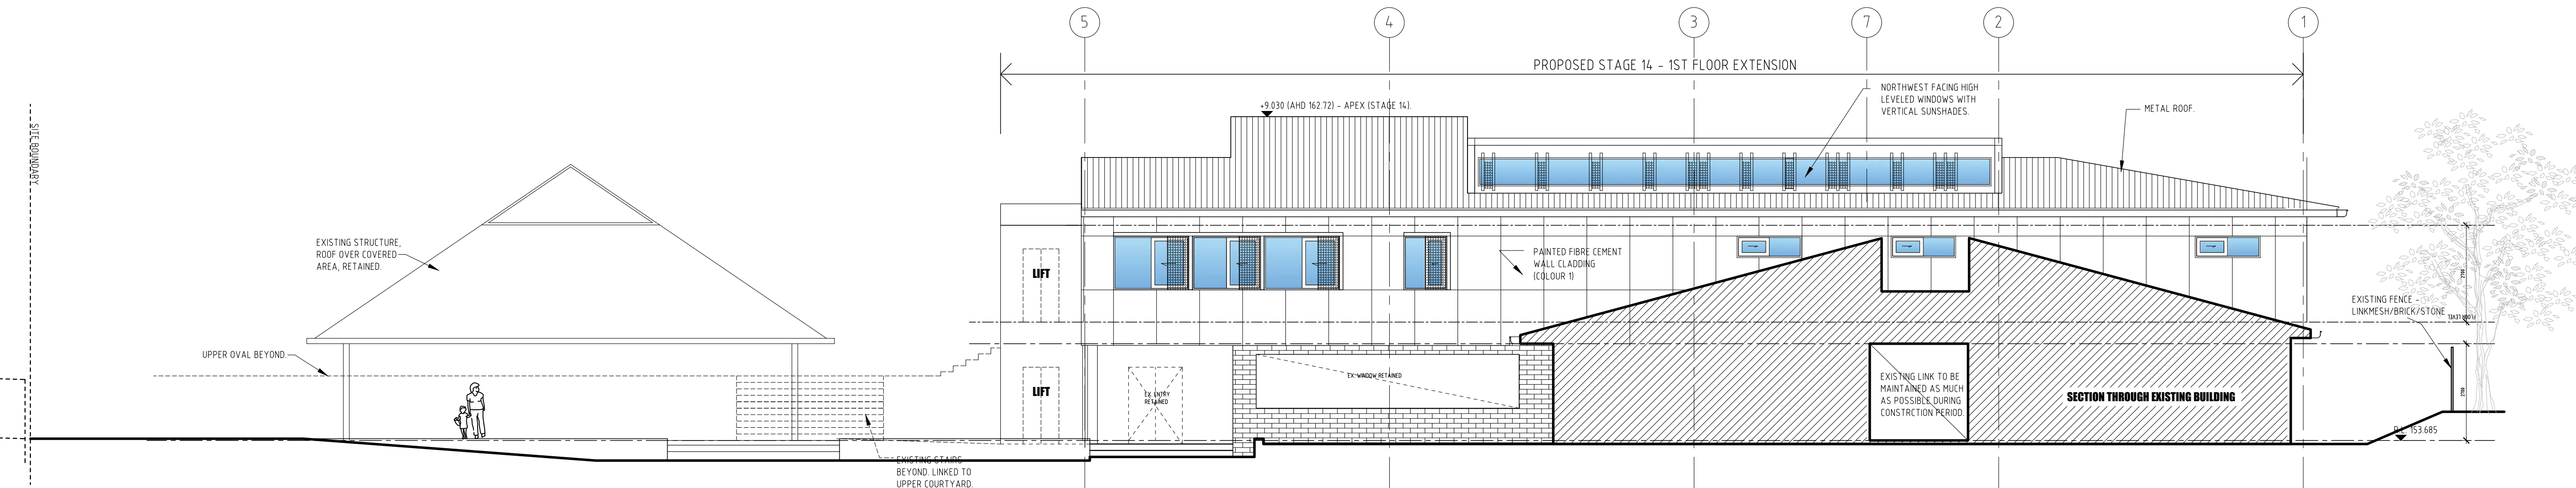 5
4
3
7
2
1
PROPOSED STAGE 14 - 1ST FLOOR EXTENSION
+9.030 (AHD 162.72) - APEX (STAGE 14).
NORTHWEST FACING HIGH
LEVELED WINDOWS WITH
VERTICAL SUNSHADES.
METAL ROOF.
SITE BOUNDARY
EXISTING STRUCTURE,
ROOF OVER COVERED
AREA, RETAINED.
LIFT
PAINTED FIBRE CEMENT
WALL CLADDING
(COLOUR 1)
2700
EXISTING FENCE -
LINKMESH/BRICK/STONE
FLOOR LEVEL
UPPER OVAL BEYOND.
LIFT
EX. ENTRY
RETAINED
EX. WINDOW RETAINED
EXISTING LINK TO BE
MAINTAINED AS MUCH
AS POSSIBLE DURING
CONSTRCTION PERIOD.
SECTION THROUGH EXISTING BUILDING
2700
R.L. 153.685
EXISTING STAIRS
BEYOND. LINKED TO
UPPER COURTYARD.